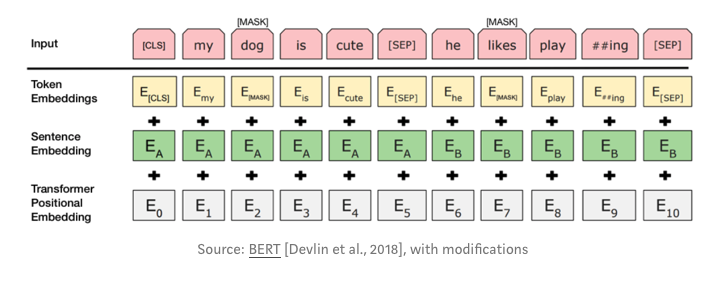 [MASK] [MASK]
Input [CLS] my dog is cute [SEP] he likes play ##ing [SEP]
Token
Embeddings
E[CLS] Emy E[MASK] Eis Ecute E[SEP] Ehe E[MASK] Eplay E##ing E[SEP]
+ + + + + + + + + + +
Sentence
Embedding
EA EA EA EA EA EA EB EB EB EB EB
+ + + + + + + + + + +
Transformer
Positional
Embedding
E0 E1 E2 E3 E4 E5 E6 E7 E8 E9 E10
Source: BERT [Devlin et al., 2018], with modifications